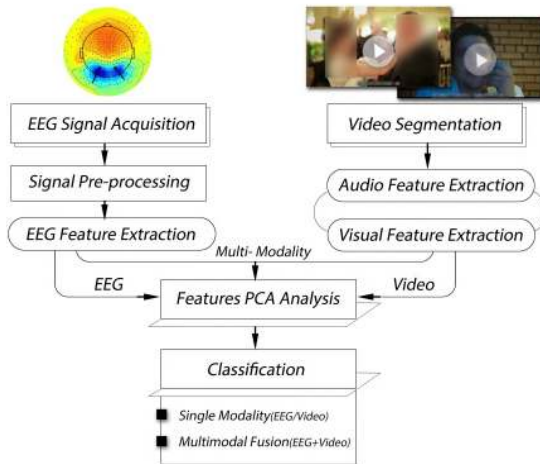 EEG Signal Acquisition
Video Segmentation
Signal Pre-processing
Audio Feature Extraction
EEG Feature Extraction
Visual Feature Extraction
Multi- Modality
EEG
Features PCA Analysis
Video
Classification
Single Modality(EEG/Video)
Multimodal Fusion(EEG+Video)